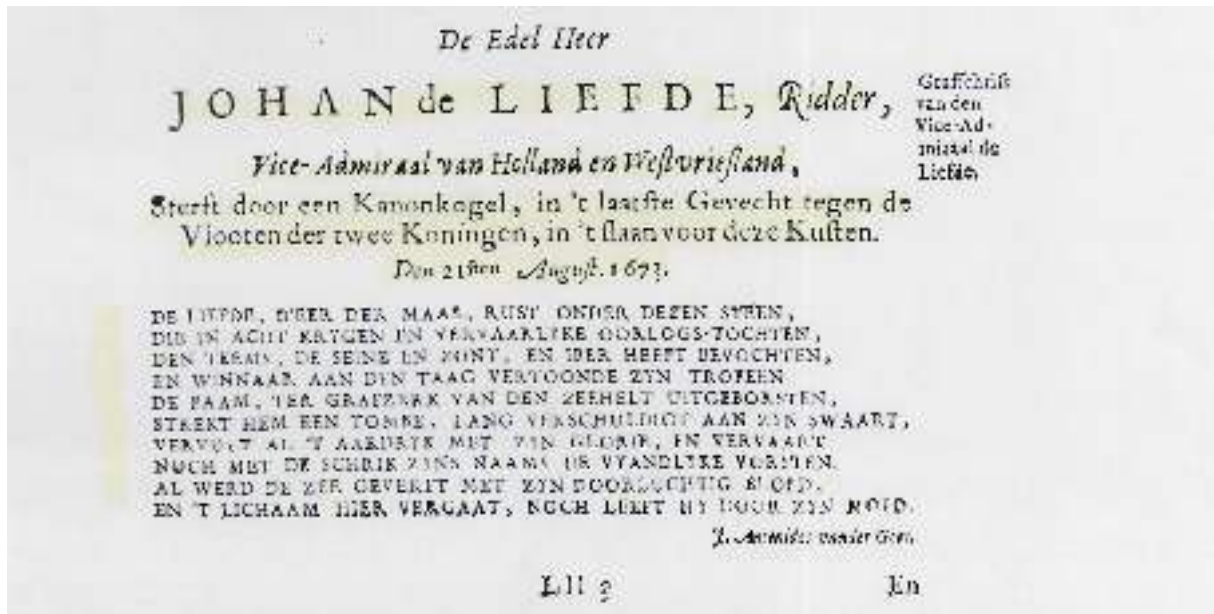 De Edel Heer
JOHAN de LIEFDE, Ridder,
Graffchrift
van den
Vice-Ad-
miraal de
Liefde,
Vice-Admiraal van Holland en Weſtvrieſland,
Sterft door een Kanonkogel, in 't laatſte Gevecht tegen de
Vlooten der twee Koningen, in 't ſlaan voor deze Kuſten.
Den 21ſten Auguſt. 1673.
DE LIEFDE, D'EER DER MAAS, RUST ONDER DEZEN STEEN,
DIE IN ACHT KRYGEN EN VERVAARLYKE OORLOGS-TOCHTEN,
DEN TEEMS, DE SEINE EN ZONT, EN IBER HEEFT BEVOCHTEN,
EN WINNAAR AAN DEN TAAG VERTOONDE ZYN TROFEEN
DE FAAM, TER GRAFZERK VAN DEN ZEEHELT UITGEBORSTEN,
STREKT HEM EEN TOMBE, LANG VERSCHULDIGT AAN ZYN SWAART,
VERVULT AL 'T AARDRYK MET ZYN GLORIE, EN VERVAART
NOCH MET DE SCHRIK ZYNS NAAMS DE VYANDLYKE VORSTEN.
AL WERD DE ZEE GEVERFT MET ZYN DOORLUCHTIG BLOED,
EN 'T LICHAAM HIER VERGAAT, NOCH LEEFT HY DOOR ZYN MOED.
J. Antonides vander Goes.
Lll 3
En